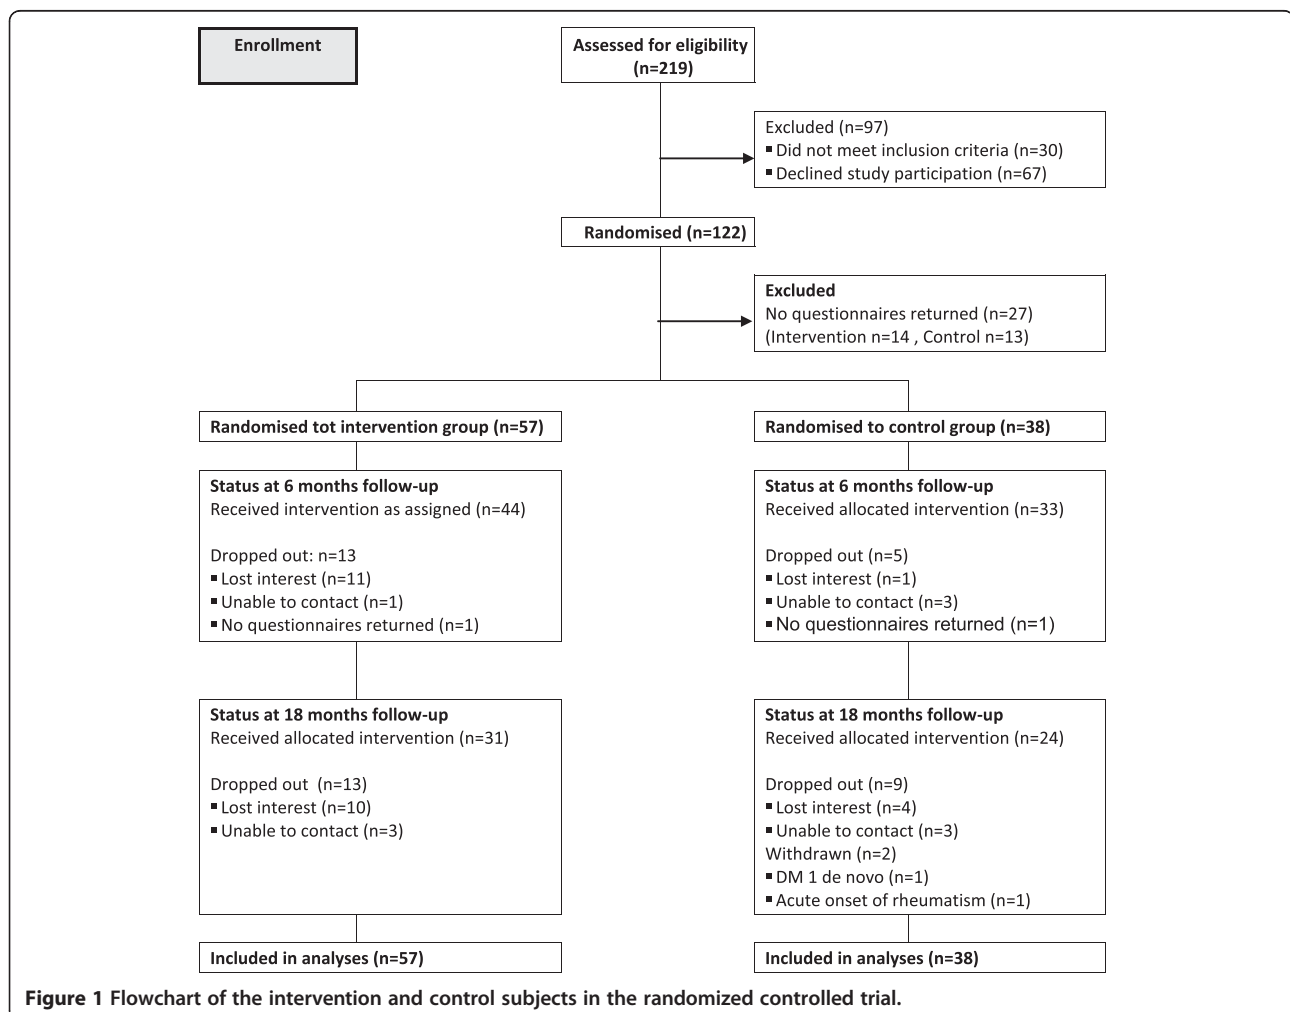 Enrollment
Assessed for eligibility
(n=219)
Excluded (n=97)
▪ Did not meet inclusion criteria (n=30)
▪ Declined study participation (n=67)
Randomised (n=122)
Excluded
No questionnaires returned (n=27)
(Intervention n=14 , Control n=13)
Randomised tot intervention group (n=57)
Randomised to control group (n=38)
Status at 6 months follow-up
Received intervention as assigned (n=44)
Dropped out: n=13
▪ Lost interest (n=11)
▪ Unable to contact (n=1)
▪ No questionnaires returned (n=1)
Status at 6 months follow-up
Received allocated intervention (n=33)
Dropped out (n=5)
▪ Lost interest (n=1)
▪ Unable to contact (n=3)
▪ No questionnaires returned (n=1)
Status at 18 months follow-up
Received allocated intervention (n=31)
Dropped out (n=13)
▪ Lost interest (n=10)
▪ Unable to contact (n=3)
Status at 18 months follow-up
Received allocated intervention (n=24)
Dropped out (n=9)
▪ Lost interest (n=4)
▪ Unable to contact (n=3)
Withdrawn (n=2)
▪ DM 1 de novo (n=1)
▪ Acute onset of rheumatism (n=1)
Included in analyses (n=57)
Included in analyses (n=38)
Figure 1 Flowchart of the intervention and control subjects in the randomized controlled trial.